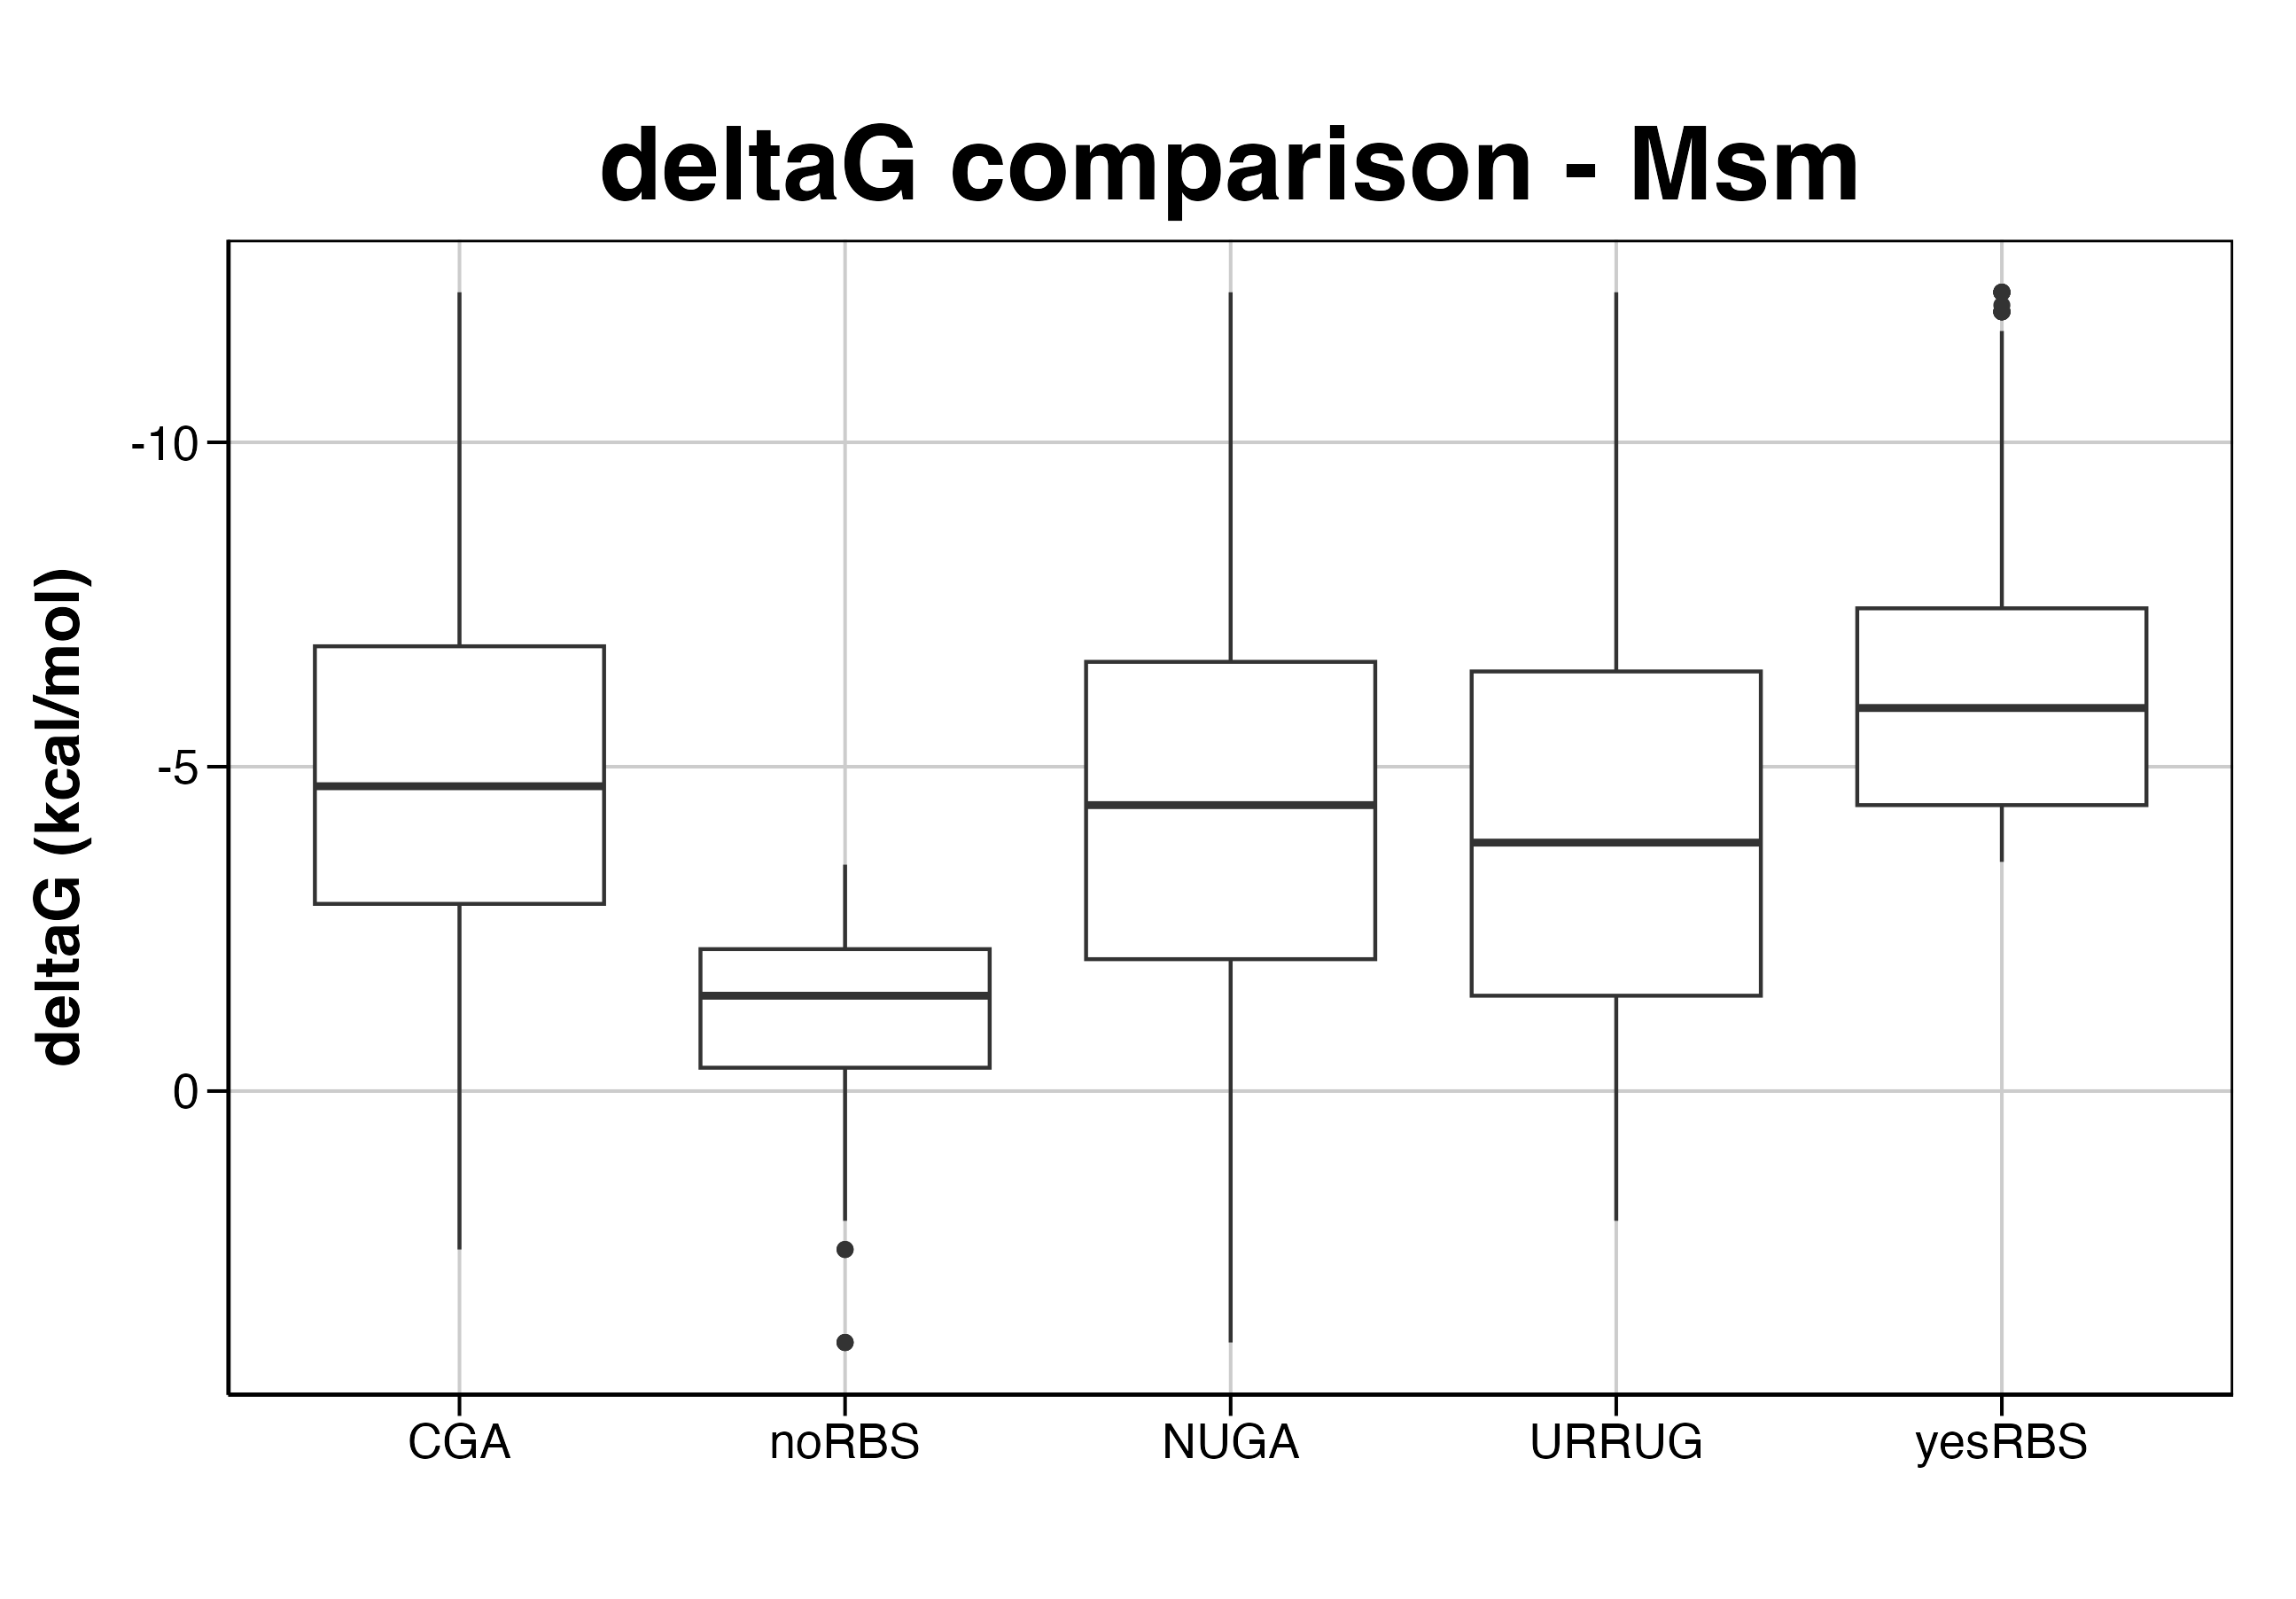 deltaG comparison - Msm
deltaG (kcal/mol)
-10
-5
0
CGA
noRBS
NUGA
URRUG
yesRBS